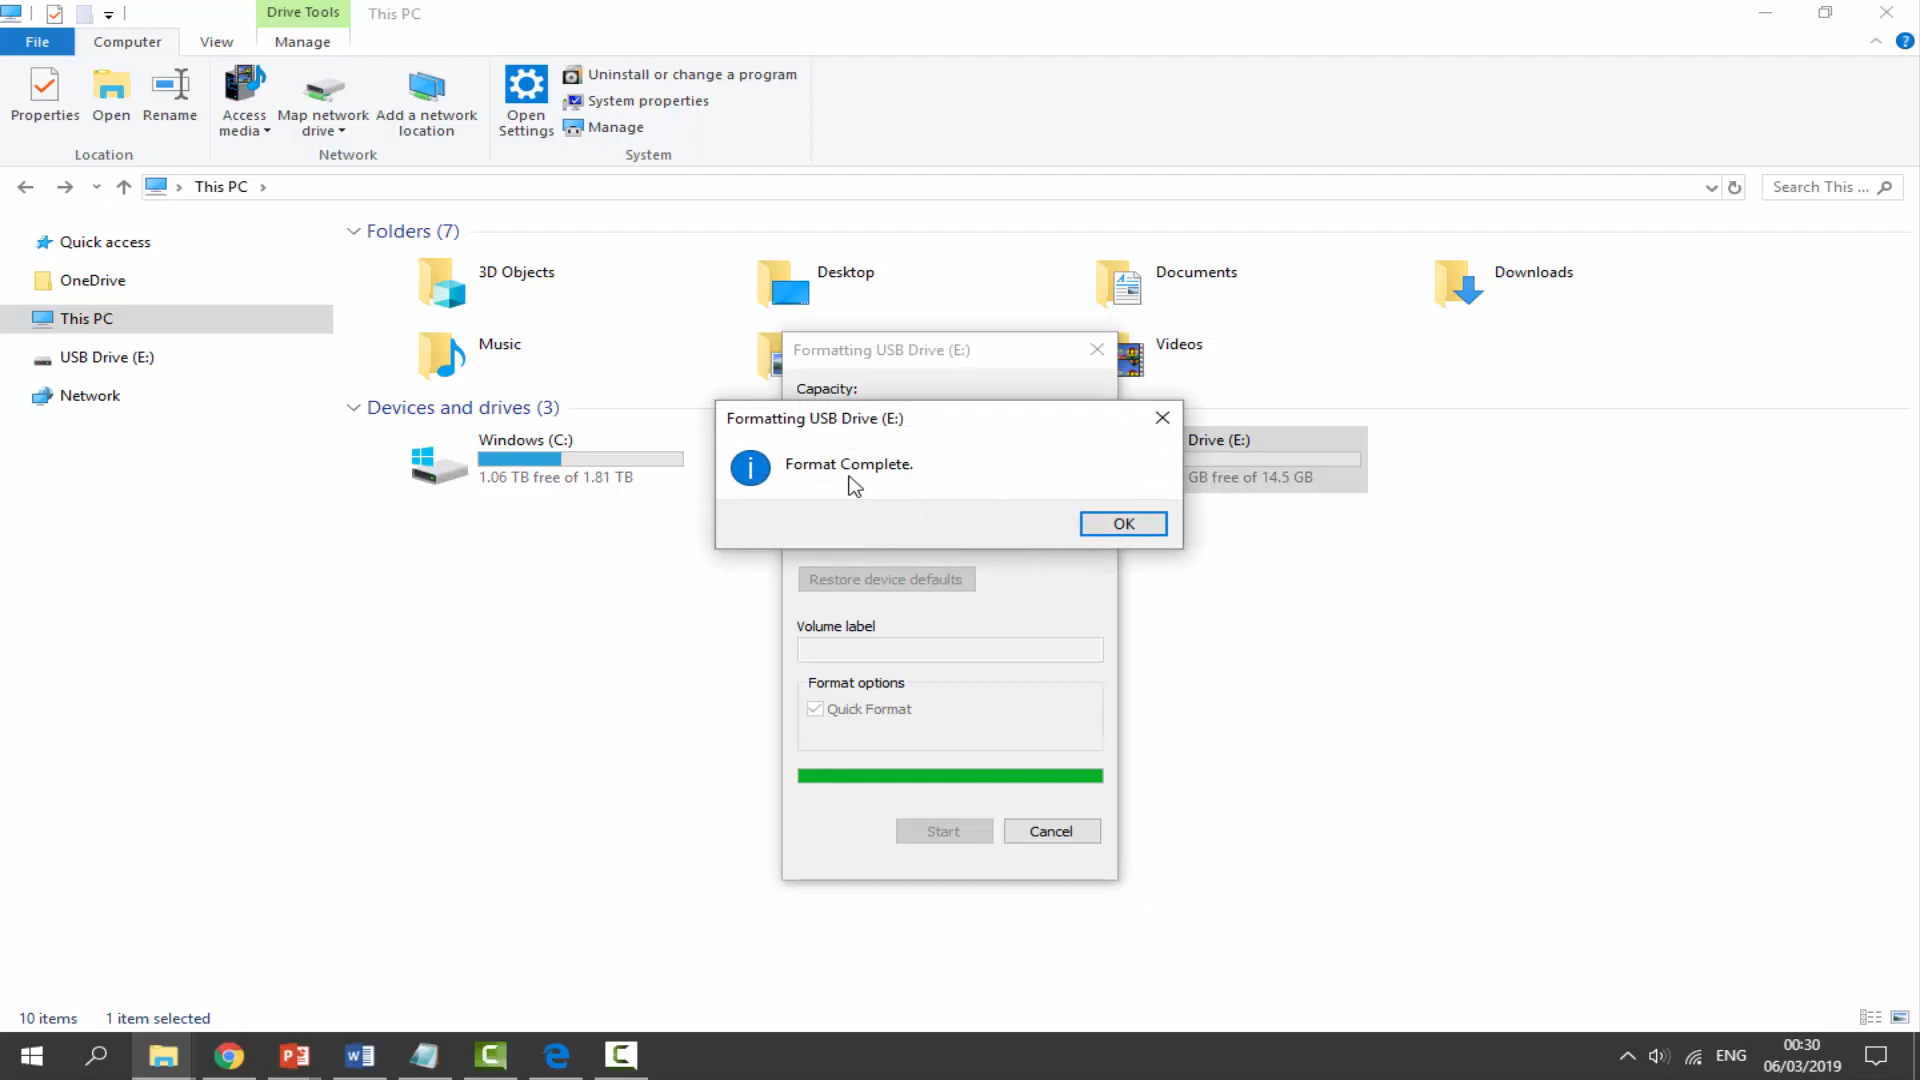 Drive Tools
This PC
File
Computer
View
Manage
Properties
Open
Rename
Access media
Map network drive
Add a network location
Open Settings
Uninstall or change a program
System properties
Manage
Location
Network
System
This PC
Search This ...
Quick access
OneDrive
This PC
USB Drive (E:)
Network
Folders (7)
3D Objects
Desktop
Documents
Downloads
Music
Videos
Devices and drives (3)
Windows (C:)
1.06 TB free of 1.81 TB
Drive (E:)
GB free of 14.5 GB
Formatting USB Drive (E:)
Capacity:
Formatting USB Drive (E:)
Format Complete.
OK
Restore device defaults
Volume label
Format options
Quick Format
Start
Cancel
10 items
1 item selected
ENG
00:30
06/03/2019